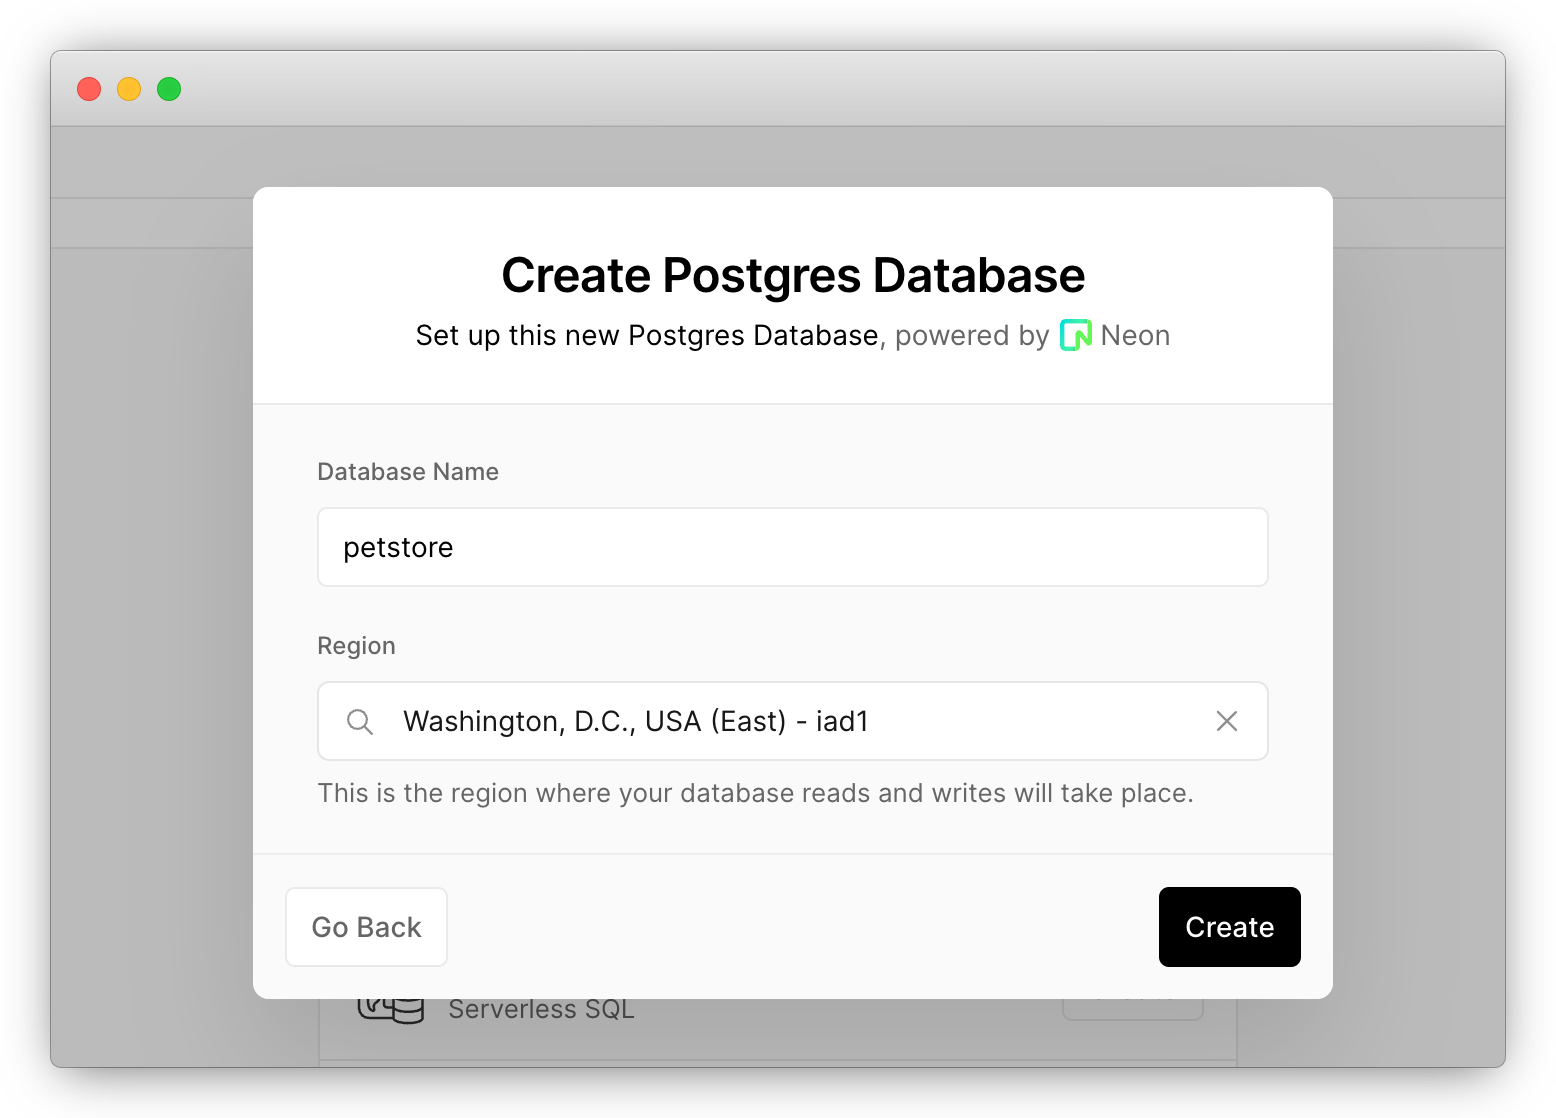 Create Postgres Database
Set up this new Postgres Database, powered by Neon
Database Name
petstore
Region
Washington, D.C., USA (East) - iad1
This is the region where your database reads and writes will take place.
Go Back
Create
Serverless SQL